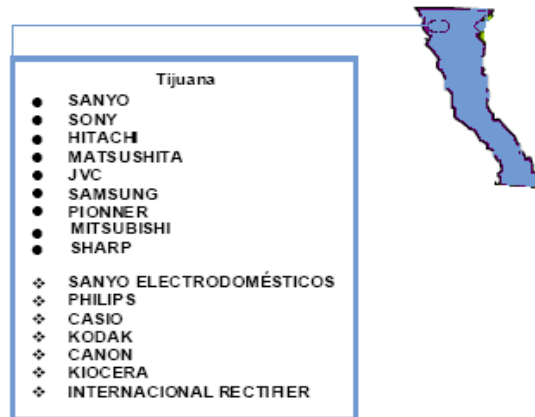 Tijuana
● SANYO
● SONY
● HITACHI
● MATSUSHITA
● JVC
● SAMSUNG
● PIONNER
● MITSUBISHI
● SHARP
❖ SANYO ELECTRODOMÉSTICOS
❖ PHILIPS
❖ CASIO
❖ KODAK
❖ CANON
❖ KIOCERA
❖ INTERNACIONAL RECTIFIER